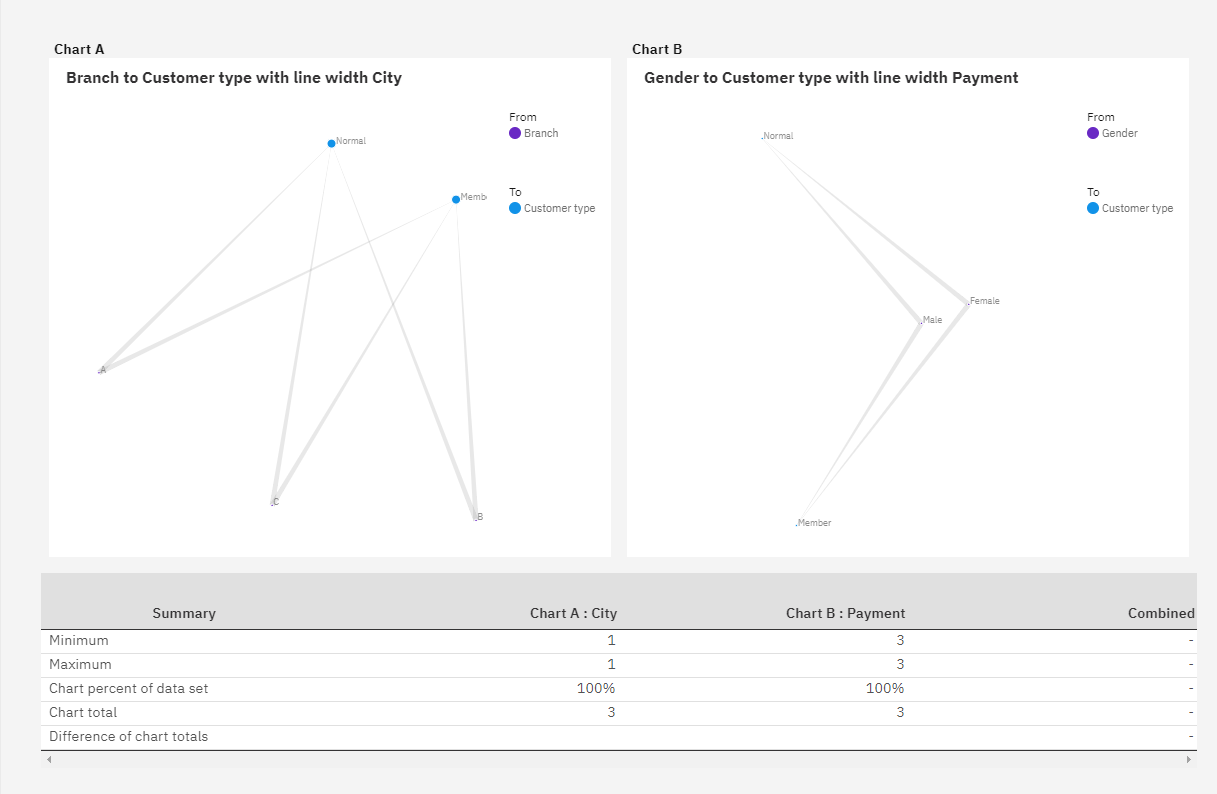 Chart A
Branch to Customer type with line width City
From
Branch
To
Customer type
Normal
Memb
A
C
B
Chart B
Gender to Customer type with line width Payment
From
Gender
To
Customer type
Normal
Female
Male
Member
Summary Chart A : City Chart B : Payment Combined
Minimum 1 3 -
Maximum 1 3 -
Chart percent of data set 100% 100% -
Chart total 3 3 -
Difference of chart totals -